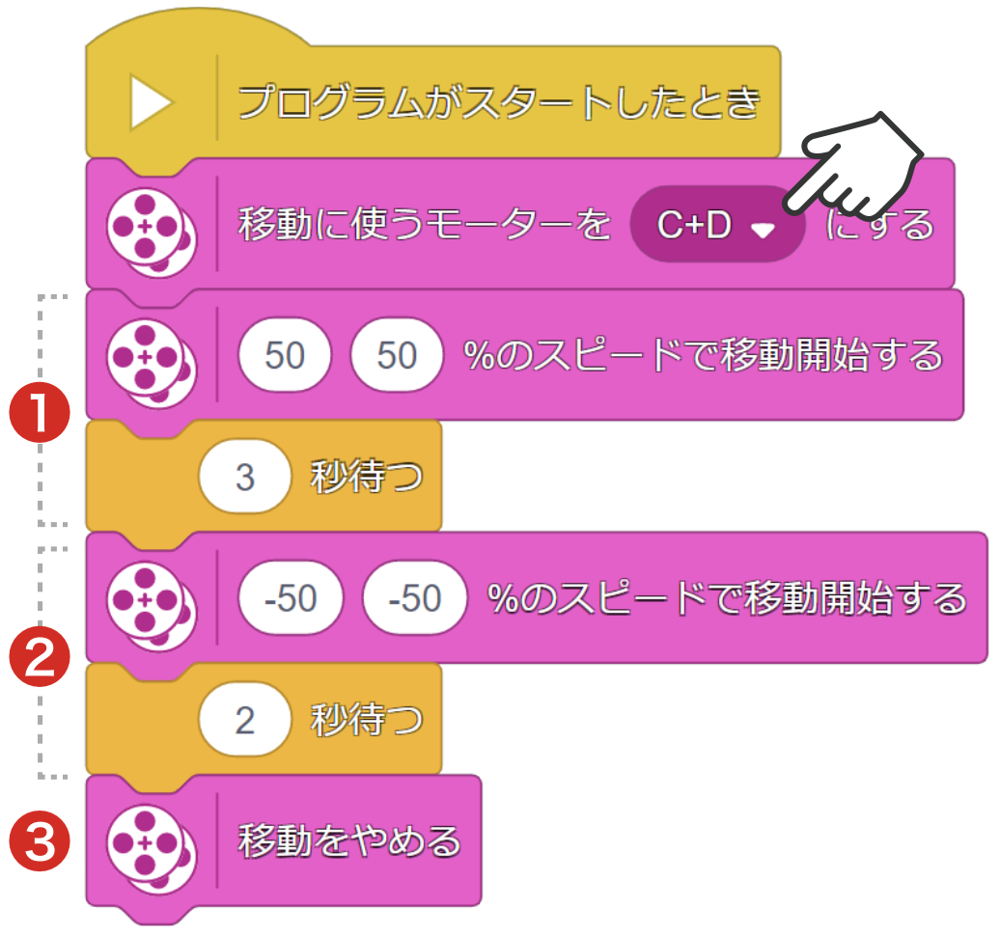 プログラムがスタートしたとき
移動に使うモーターを C+D にする
50 50 %のスピードで移動開始する
1
3 秒待つ
-50 -50 %のスピードで移動開始する
2
2 秒待つ
3 移動をやめる